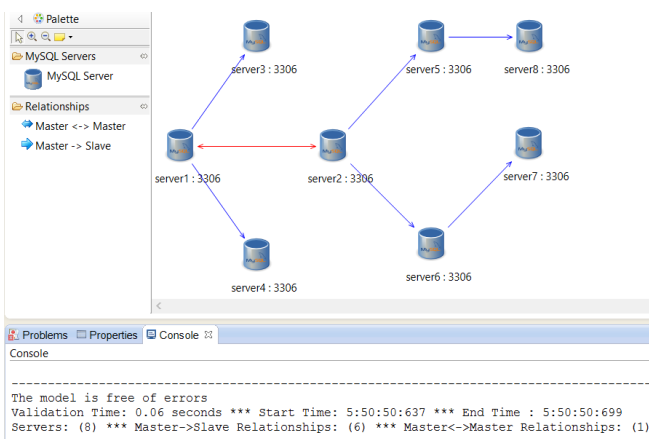 Palette
MySQL Servers
MySQL Server
Relationships
Master <-> Master
Master -> Slave
server3 : 3306
server5 : 3306
server8 : 3306
server1 : 3306
server2 : 3306
server7 : 3306
server4 : 3306
server6 : 3306
Problems Properties Console
Console
--------------------------------------------------------------------------------
The model is free of errors
Validation Time: 0.06 seconds *** Start Time: 5:50:50:637 *** End Time : 5:50:50:699
Servers: (8) *** Master->Slave Relationships: (6) *** Master<->Master Relationships: (1)